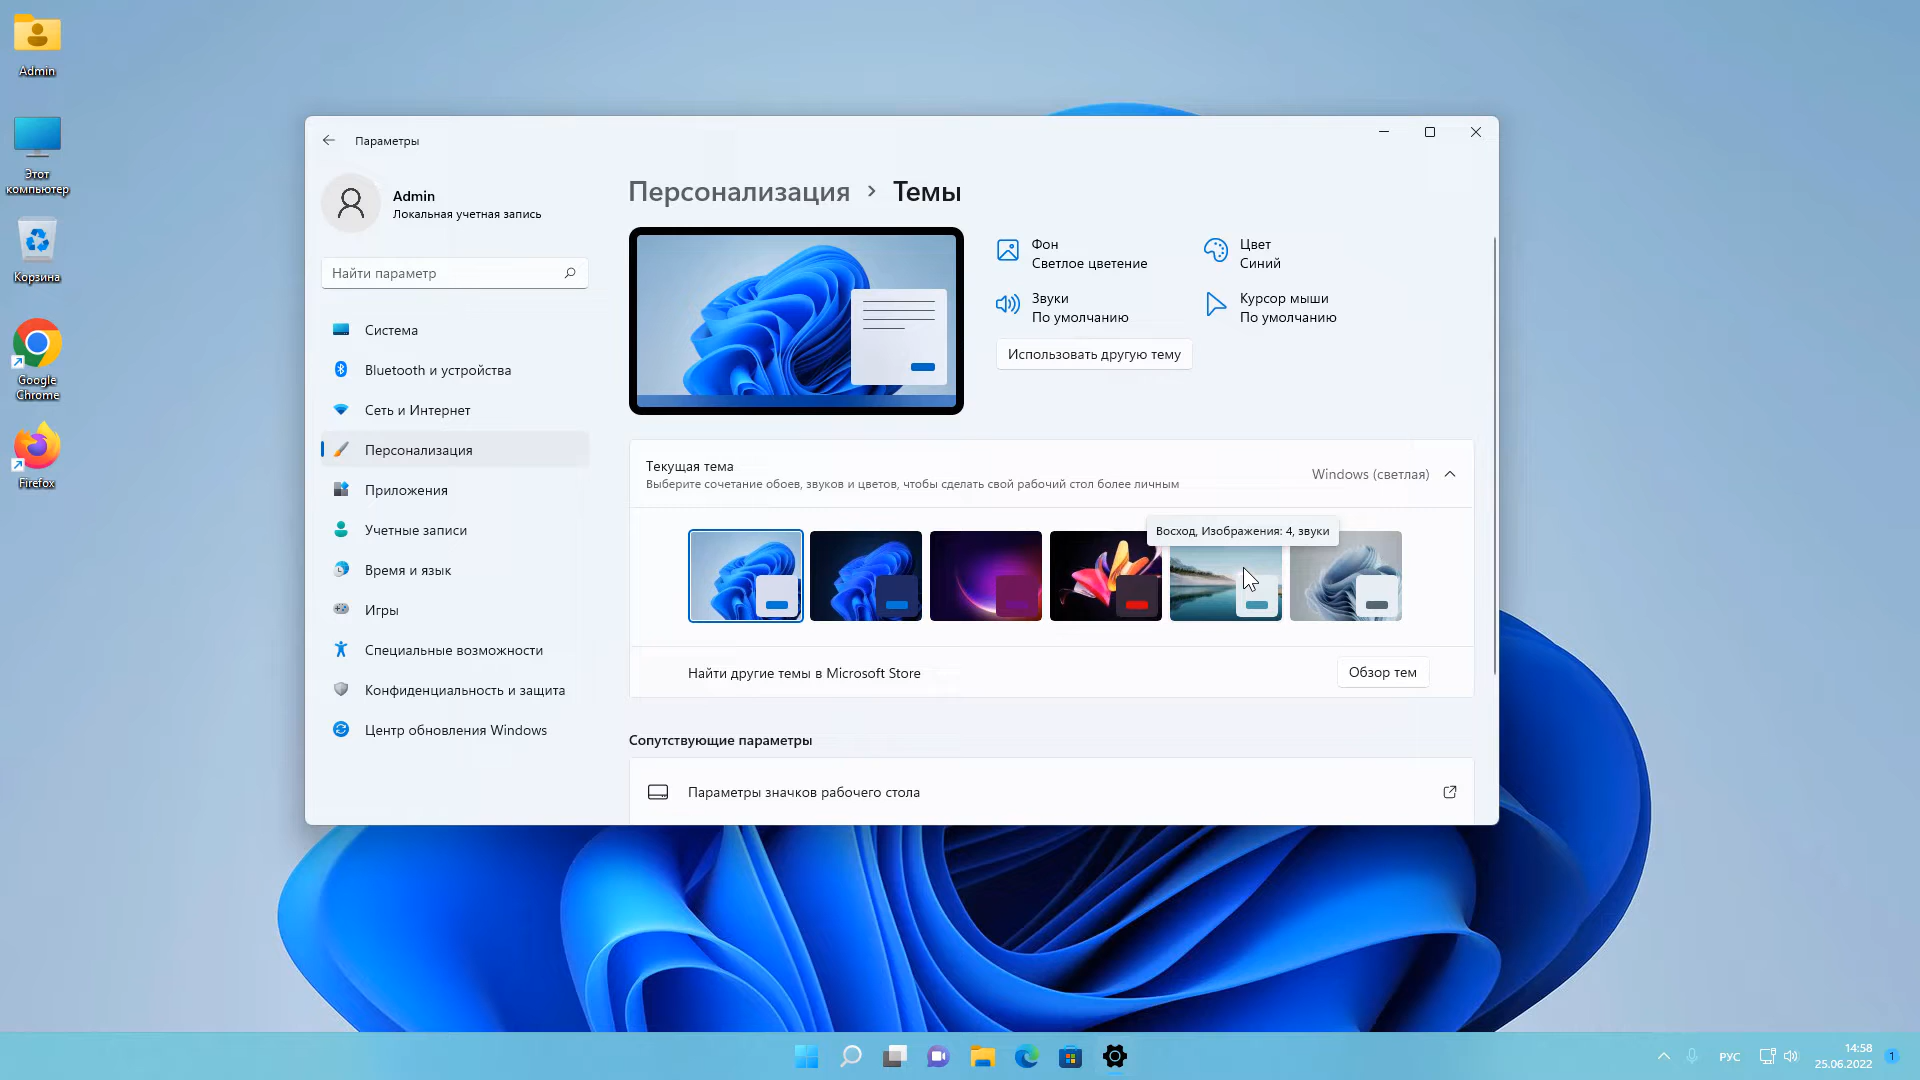 Admin
Этот
компьютер
Корзина
Google
Chrome
Firefox
Параметры
Admin
Локальная учетная запись
Найти параметр
Система
Bluetooth и устройства
Сеть и Интернет
Персонализация
Приложения
Учетные записи
Время и язык
Игры
Специальные возможности
Конфиденциальность и защита
Центр обновления Windows
Персонализация > Темы
Фон
Светлое цветение
Цвет
Синий
Звуки
По умолчанию
Курсор мыши
По умолчанию
Использовать другую тему
Текущая тема
Выберите сочетание обоев, звуков и цветов, чтобы сделать свой рабочий стол более личным
Windows (светлая)
Восход, Изображения: 4, звуки
Найти другие темы в Microsoft Store
Обзор тем
Сопутствующие параметры
Параметры значков рабочего стола
РУС
14:58
25.06.2022
1